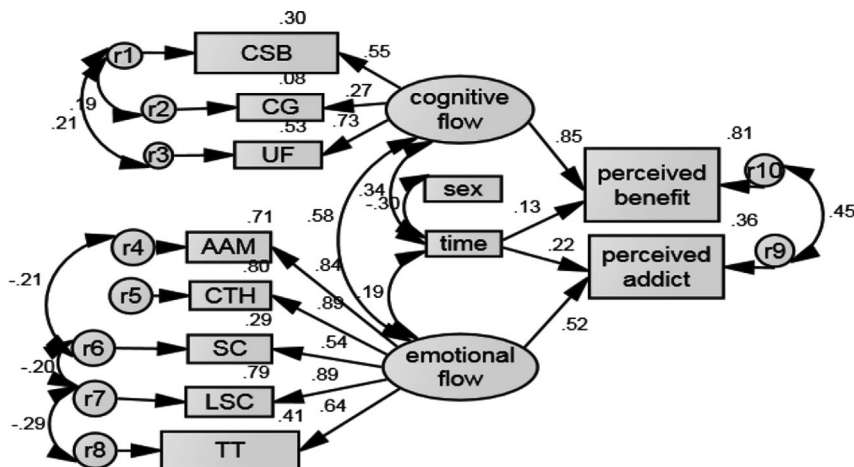 .30
r1
CSB
.55
.08
cognitive
flow
.19
.21
r2
CG
.27
.53
.73
r3
UF
.85
.81
perceived
benefit
r10
.34
-.30
sex
.58
.13
.45
.71
time
.36
r4
AAM
.22
r9
perceived
addict
-.21
.80
.84
r5
CTH
.89
.19
.29
.52
r6
SC
.54
emotional
flow
-.20
.79
r7
LSC
.89
.41
.64
-.29
r8
TT